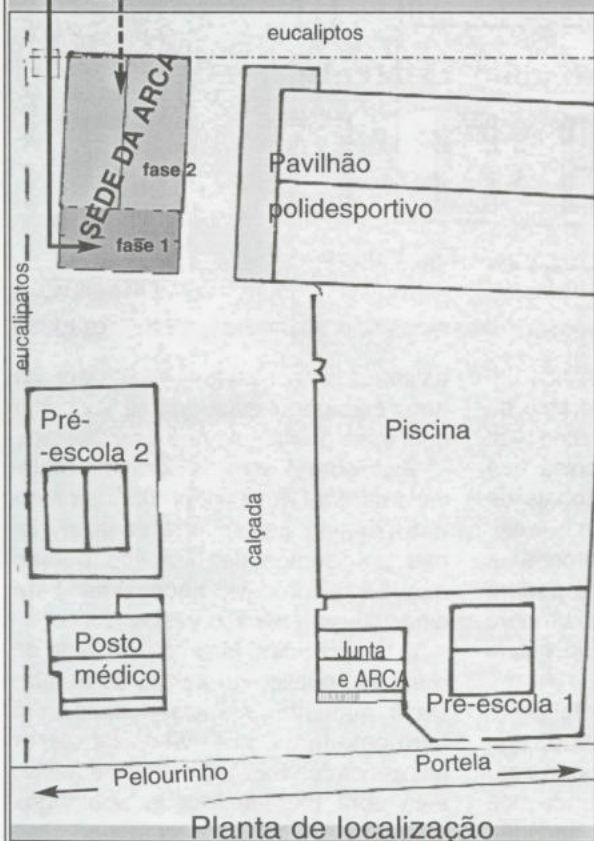 eucaliptos
SEDE DA ARCA
fase 2
fase 1
Pavilhão
polidesportivo
eucalipatos
Pré-
-escola 2
calçada
Piscina
Posto
médico
Junta
e ARCA
Pré-escola 1
Pelourinho
Portela
Planta de localização